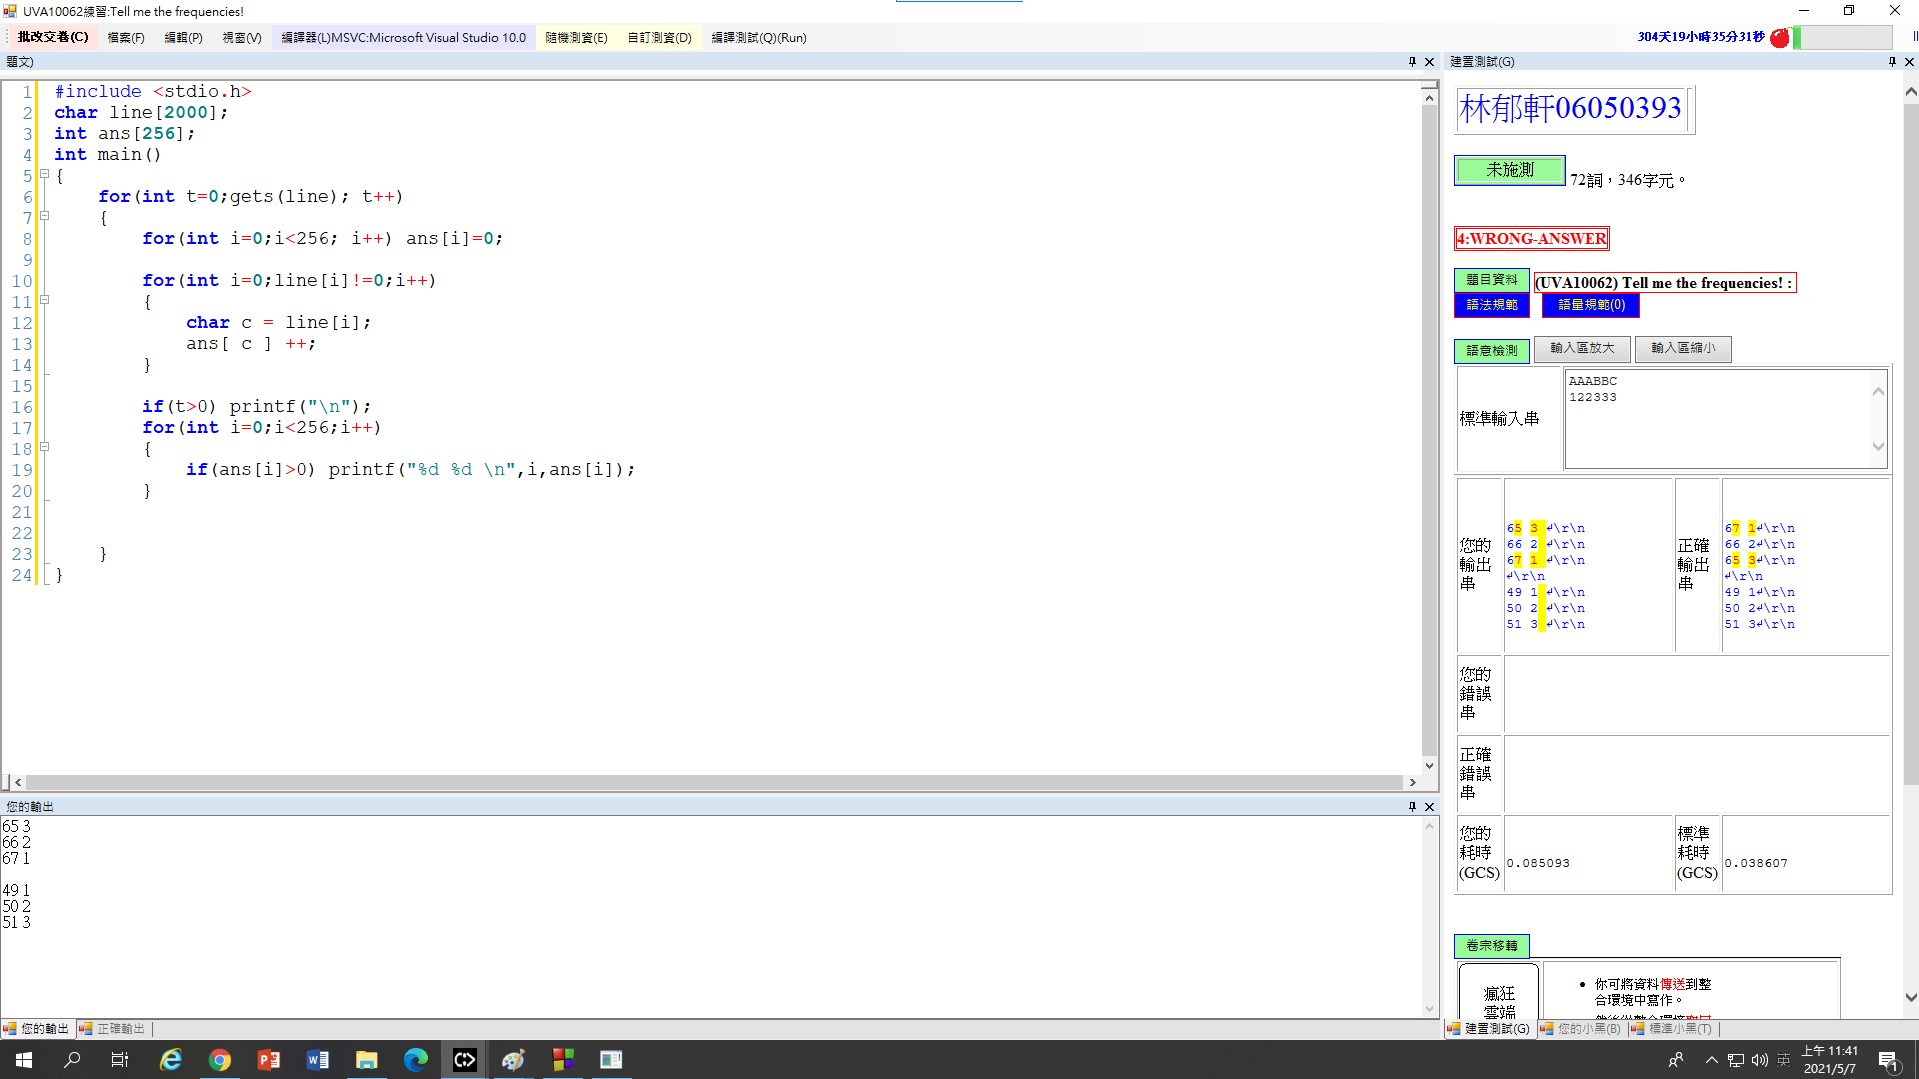 UVA10062練習:Tell me the frequencies!
批改交卷(C) 檔案(F) 編輯(P) 視窗(V) 編譯器(L)MSVC:Microsoft Visual Studio 10.0 隨機測資(E) 自訂測資(D) 編譯測試(Q)(Run)
304天19小時35分31秒
題文)
1 #include <stdio.h>
2 char line[2000];
3 int ans[256];
4 int main()
5 {
6 for(int t=0;gets(line); t++)
7 {
8 for(int i=0;i<256; i++) ans[i]=0;
9
10 for(int i=0;line[i]!=0;i++)
11 {
12 char c = line[i];
13 ans[ c ] ++;
14 }
15
16 if(t>0) printf("\n");
17 for(int i=0;i<256;i++)
18 {
19 if(ans[i]>0) printf("%d %d \n",i,ans[i]);
20 }
21
22
23 }
24 }
您的輸出
65 3
66 2
67 1
49 1
50 2
51 3
您的輸出 正確輸出
建置測試(G)
林郁軒06050393
未施測 72詞，346字元。
4:WRONG-ANSWER
題目資料 (UVA10062) Tell me the frequencies! :
語法規範 語量規範(0)
語意檢測 輸入區放大 輸入區縮小
標準輸入串
AAABBC
122333
您的輸出串
65 3 ↲\r\n
66 2 ↲\r\n
67 1 ↲\r\n
↲\r\n
49 1 ↲\r\n
50 2 ↲\r\n
51 3 ↲\r\n
正確輸出串
67 1↲\r\n
66 2↲\r\n
65 3↲\r\n
↲\r\n
49 1↲\r\n
50 2↲\r\n
51 3↲\r\n
您的錯誤串
正確錯誤串
您的耗時(GCS) 0.085093 標準耗時(GCS) 0.038607
卷宗移轉
瘋狂
雲端
• 你可將資料傳送到整
合環境中寫作。
建置測試(G) 您的小黑(B) 標準小黑(T)
英
上午 11:41
2021/5/7
1